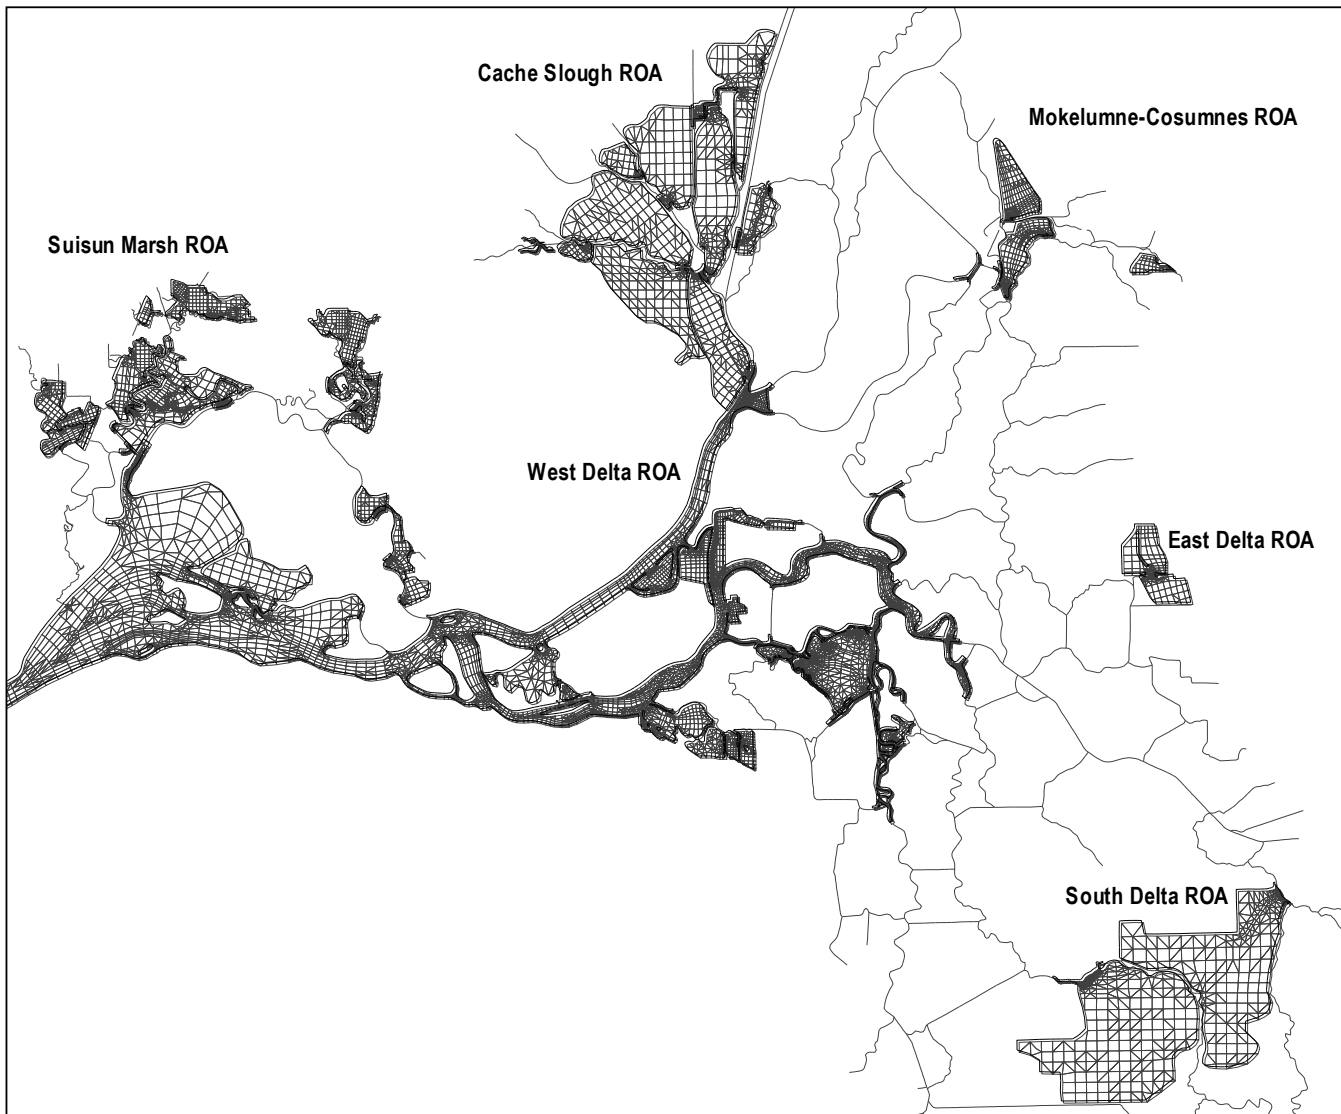 Cache Slough ROA
Mokelumne-Cosumnes ROA
Suisun Marsh ROA
West Delta ROA
East Delta ROA
South Delta ROA